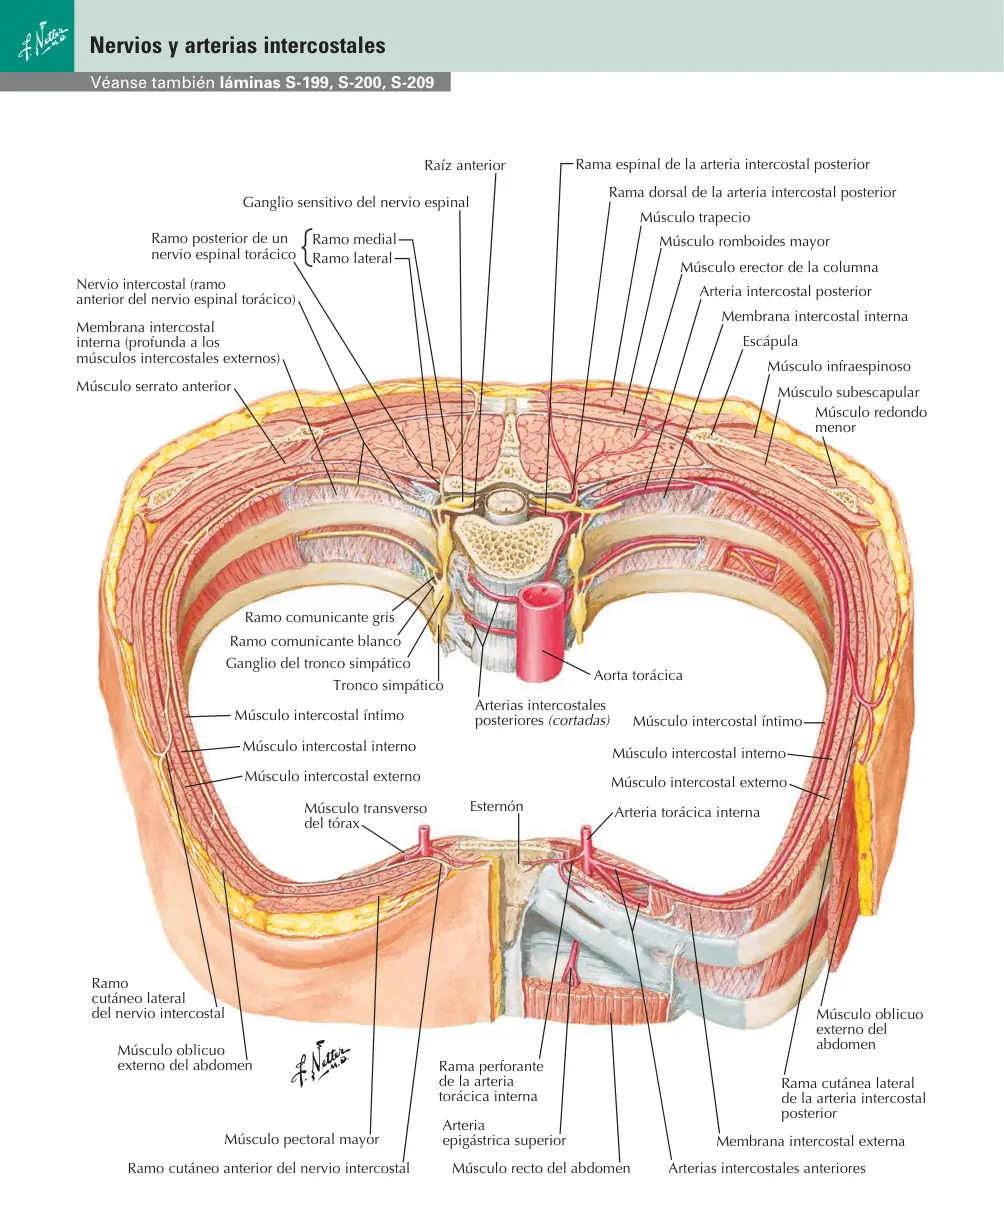 F. Netter M.D.
Nervios y arterias intercostales
Véanse también láminas S-199, S-200, S-209
Raíz anterior
Rama espinal de la arteria intercostal posterior
Ganglio sensitivo del nervio espinal
Rama dorsal de la arteria intercostal posterior
Músculo trapecio
Ramo posterior de un
nervio espinal torácico
Ramo medial
Ramo lateral
Músculo romboides mayor
Músculo erector de la columna
Nervio intercostal (ramo
anterior del nervio espinal torácico)
Arteria intercostal posterior
Membrana intercostal interna
Membrana intercostal
interna (profunda a los
músculos intercostales externos)
Escápula
Músculo infraespinoso
Músculo serrato anterior
Músculo subescapular
Músculo redondo
menor
Ramo comunicante gris
Ramo comunicante blanco
Ganglio del tronco simpático
Tronco simpático
Aorta torácica
Arterias intercostales
posteriores (cortadas)
Músculo intercostal íntimo
Músculo intercostal interno
Músculo intercostal externo
Músculo intercostal íntimo
Músculo intercostal interno
Músculo intercostal externo
Músculo transverso
del tórax
Esternón
Arteria torácica interna
Ramo
cutáneo lateral
del nervio intercostal
Músculo oblicuo
externo del abdomen
F. Netter M.D.
Músculo oblicuo
externo del
abdomen
Rama perforante
de la arteria
torácica interna
Rama cutánea lateral
de la arteria intercostal
posterior
Arteria
epigástrica superior
Músculo pectoral mayor
Membrana intercostal externa
Ramo cutáneo anterior del nervio intercostal
Músculo recto del abdomen
Arterias intercostales anteriores